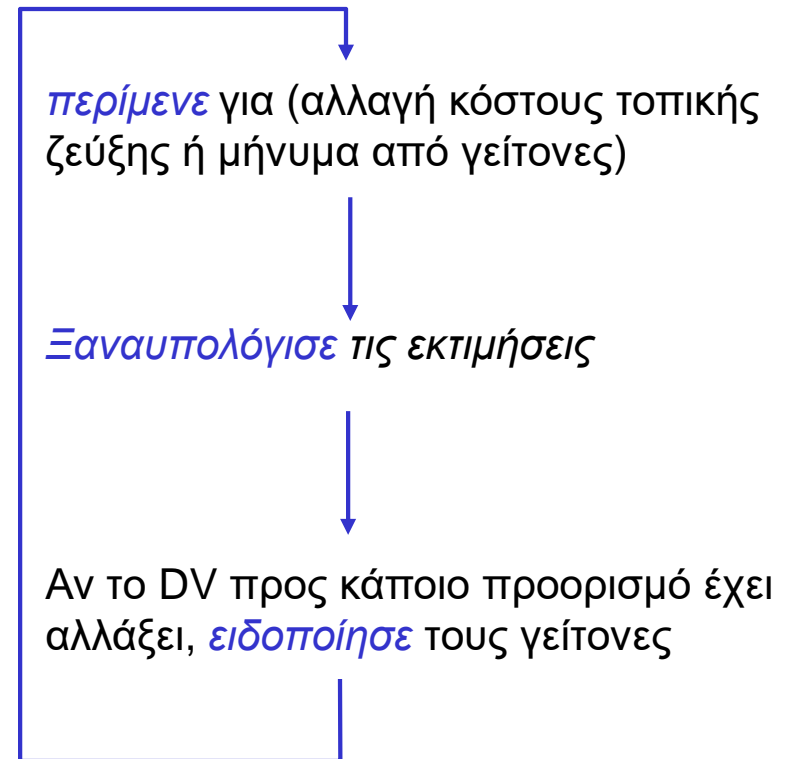 περίμενε για (αλλαγή κόστους τοπικής
ζεύξης ή μήνυμα από γείτονες)
Ξαναυπολόγισε τις εκτιμήσεις
Αν το DV προς κάποιο προορισμό έχει
αλλάξει, ειδοποίησε τους γείτονες